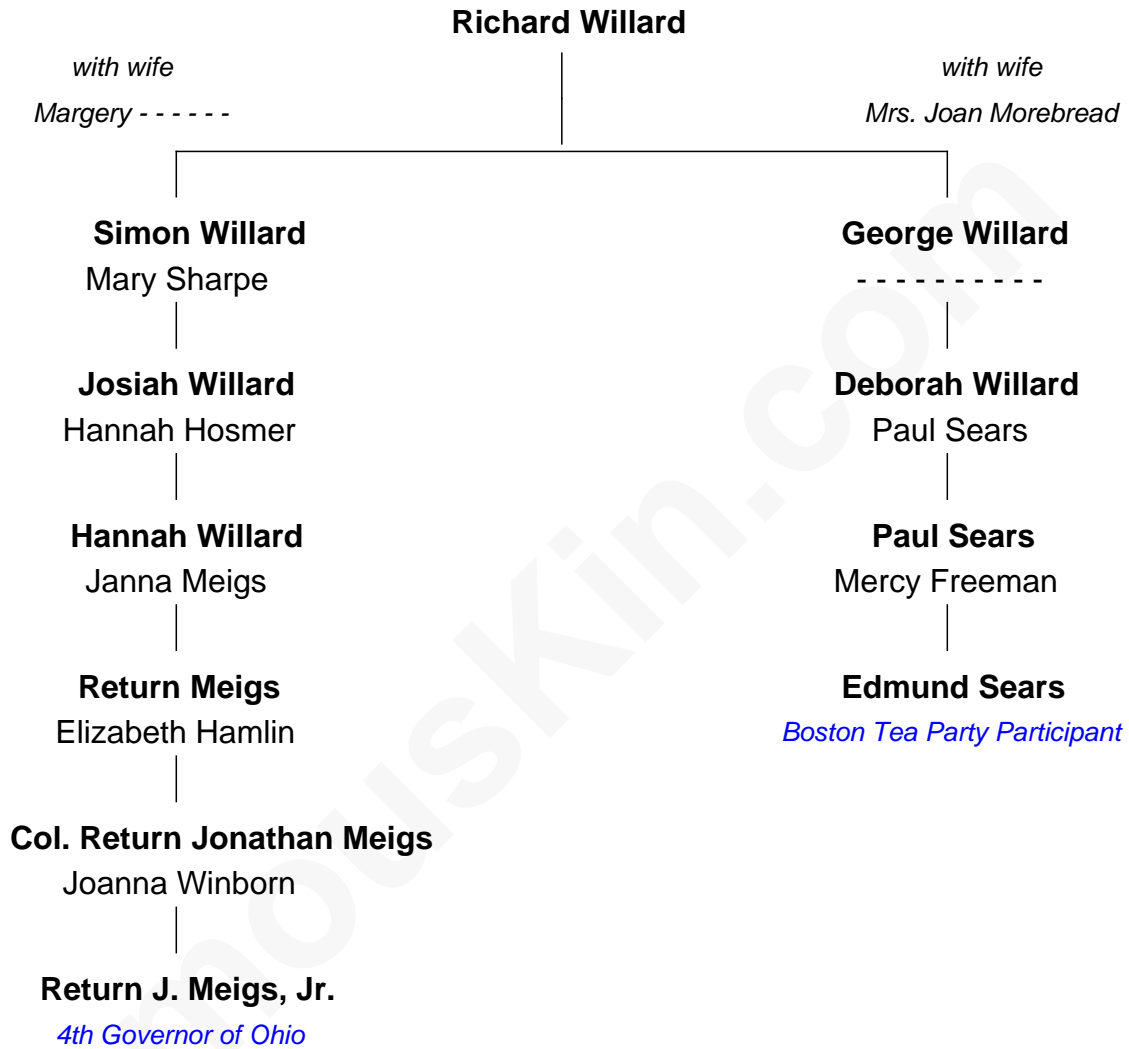 Richard Willard
with wife
Margery - - - - - -
with wife
Mrs. Joan Morebread
Simon Willard
Mary Sharpe
George Willard
- - - - - - - - - -
Josiah Willard
Hannah Hosmer
Deborah Willard
Paul Sears
Hannah Willard
Janna Meigs
Paul Sears
Mercy Freeman
Return Meigs
Elizabeth Hamlin
Edmund Sears
Boston Tea Party Participant
Col. Return Jonathan Meigs
Joanna Winborn
Return J. Meigs, Jr.
4th Governor of Ohio
mouskin.com